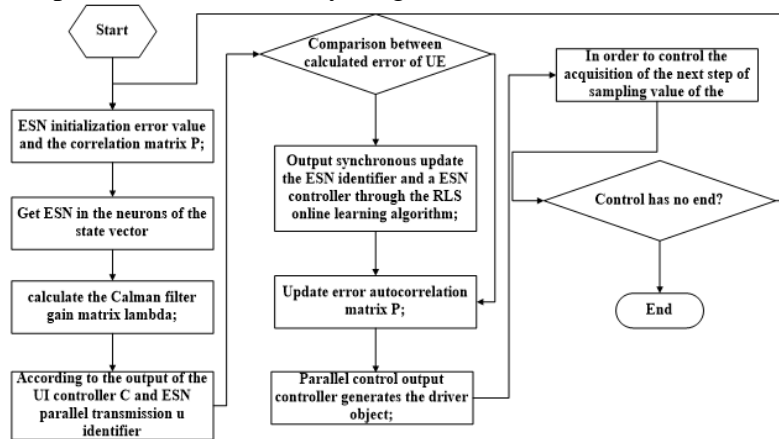 Start
ESN initialization error value
and the correlation matrix P;
Get ESN in the neurons of the
state vector
calculate the Calman filter
gain matrix lambda;
According to the output of the
UI controller C and ESN
parallel transmission u
identifier
Comparison between
calculated error of UE
Output synchronous update
the ESN identifier and a ESN
controller through the RLS
online learning algorithm;
Update error autocorrelation
matrix P;
Parallel control output
controller generates the driver
object;
In order to control the
acquisition of the next step of
sampling value of the
Control has no end?
End